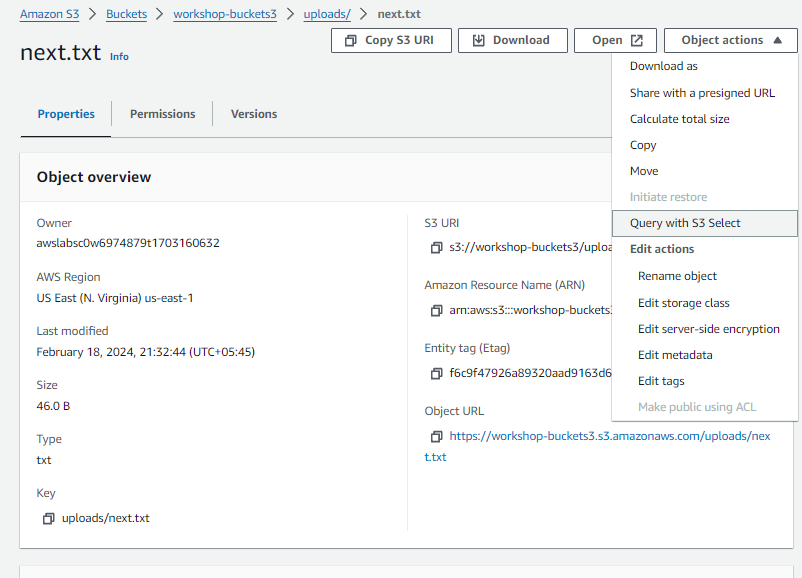 Amazon S3 > Buckets > workshop-buckets3 > uploads/ > next.txt
next.txt Info
Copy S3 URI Download Open Object actions
Download as
Share with a presigned URL
Calculate total size
Copy
Move
Initiate restore
Query with S3 Select
Edit actions
Rename object
Edit storage class
Edit server-side encryption
Edit metadata
Edit tags
Make public using ACL
Properties Permissions Versions
Object overview
Owner
awslabsc0w6974879t1703160632
AWS Region
US East (N. Virginia) us-east-1
Last modified
February 18, 2024, 21:32:44 (UTC+05:45)
Size
46.0 B
Type
txt
Key
uploads/next.txt
S3 URI
s3://workshop-buckets3/uploa
Amazon Resource Name (ARN)
arn:aws:s3:::workshop-buckets3
Entity tag (Etag)
f6c9f47926a89320aad9163d6
Object URL
https://workshop-buckets3.s3.amazonaws.com/uploads/nex
t.txt